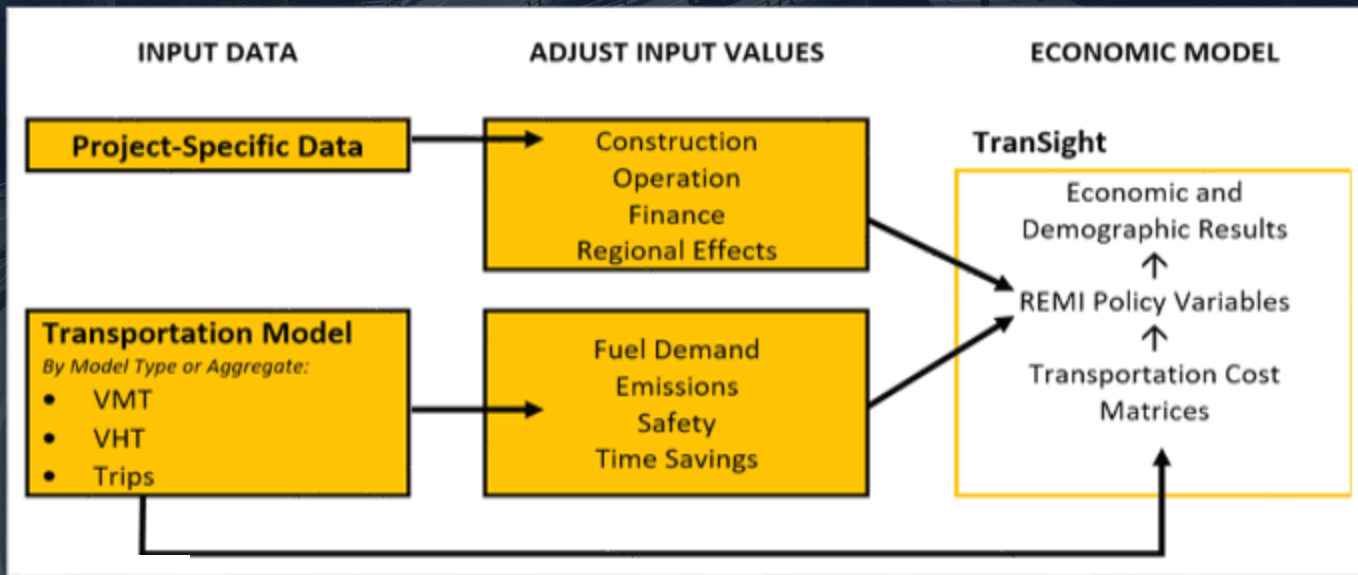 INPUT DATA
ADJUST INPUT VALUES
ECONOMIC MODEL
Project-Specific Data
Construction
Operation
Finance
Regional Effects
Transportation Model
By Model Type or Aggregate:
• VMT
• VHT
• Trips
Fuel Demand
Emissions
Safety
Time Savings
TranSight
Economic and
Demographic Results
↑
REMI Policy Variables
↑
Transportation Cost
Matrices